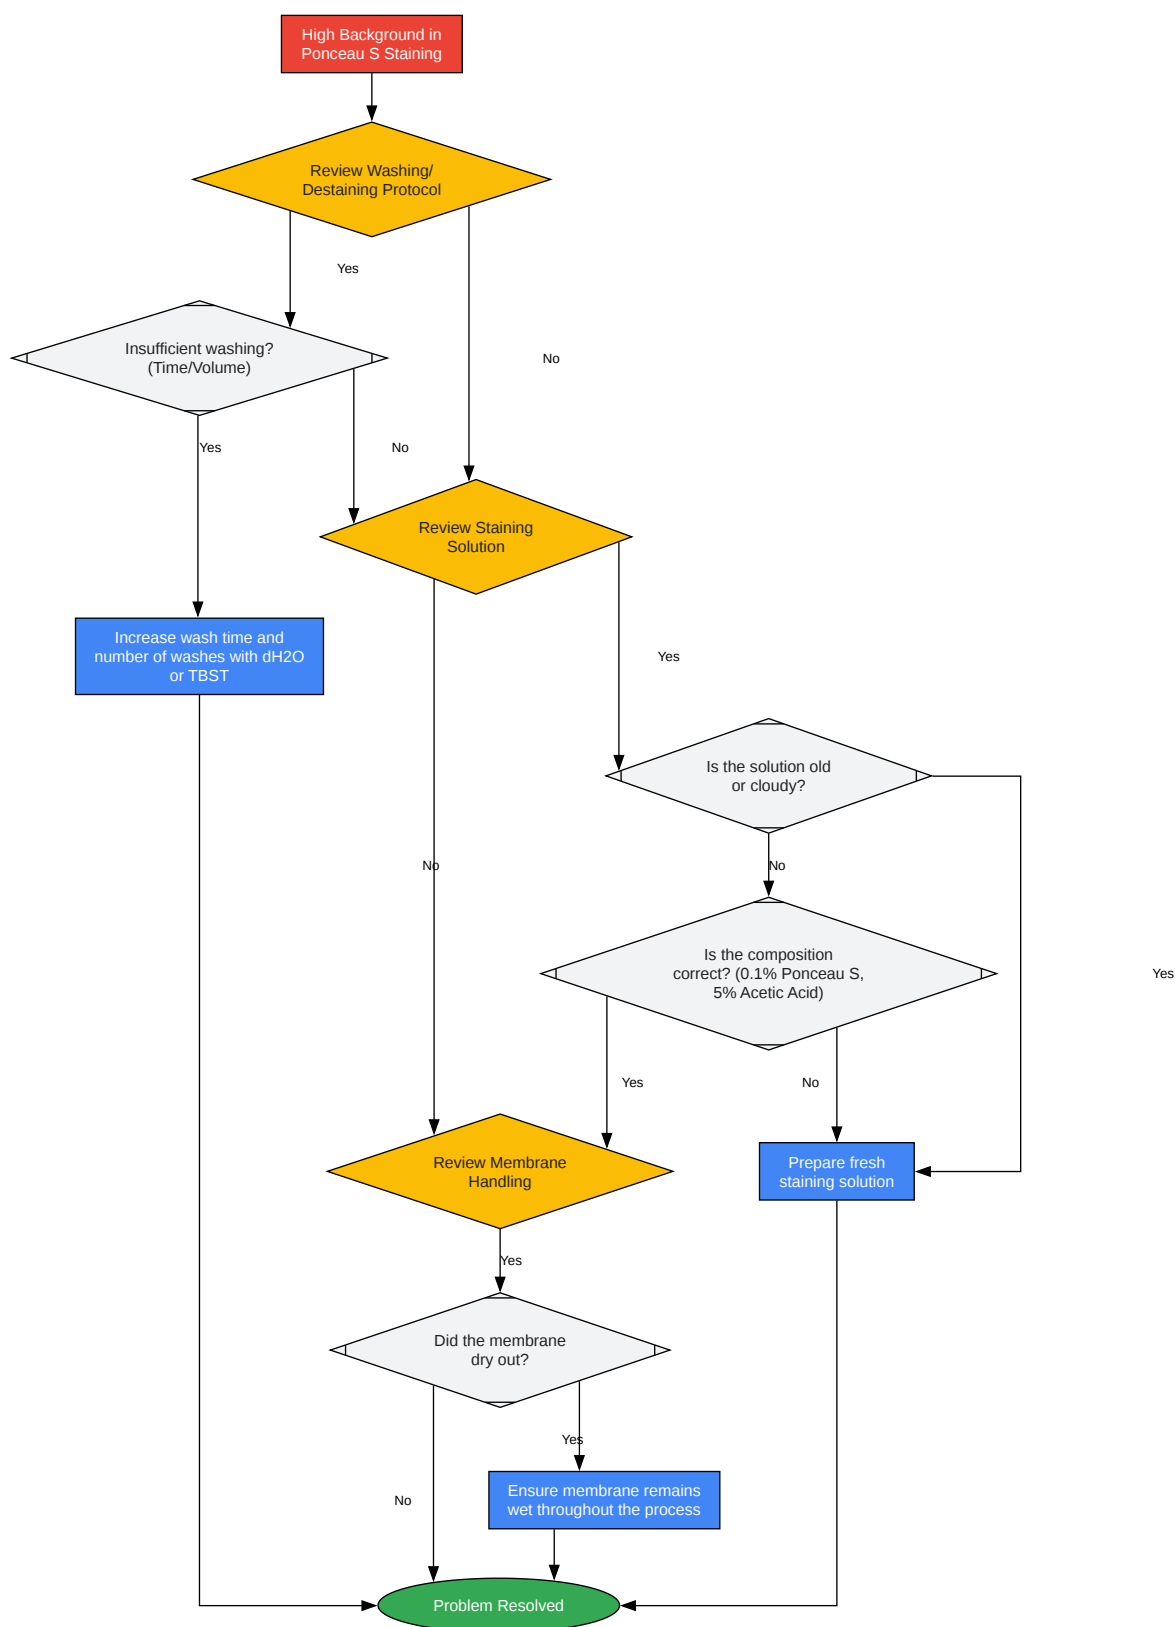 High Background in
Ponceau S Staining
Review Washing/
Destaining Protocol
Yes
Insufficient washing?
(Time/Volume)
No
Yes
No
Review Staining
Solution
Increase wash time and
number of washes with dH2O
or TBST
Yes
Is the solution old
or cloudy?
No
No
Is the composition
correct? (0.1% Ponceau S,
5% Acetic Acid)
Yes
Yes
No
Review Membrane
Handling
Prepare fresh
staining solution
Yes
Did the membrane
dry out?
Yes
No
Ensure membrane remains
wet throughout the process
Problem Resolved